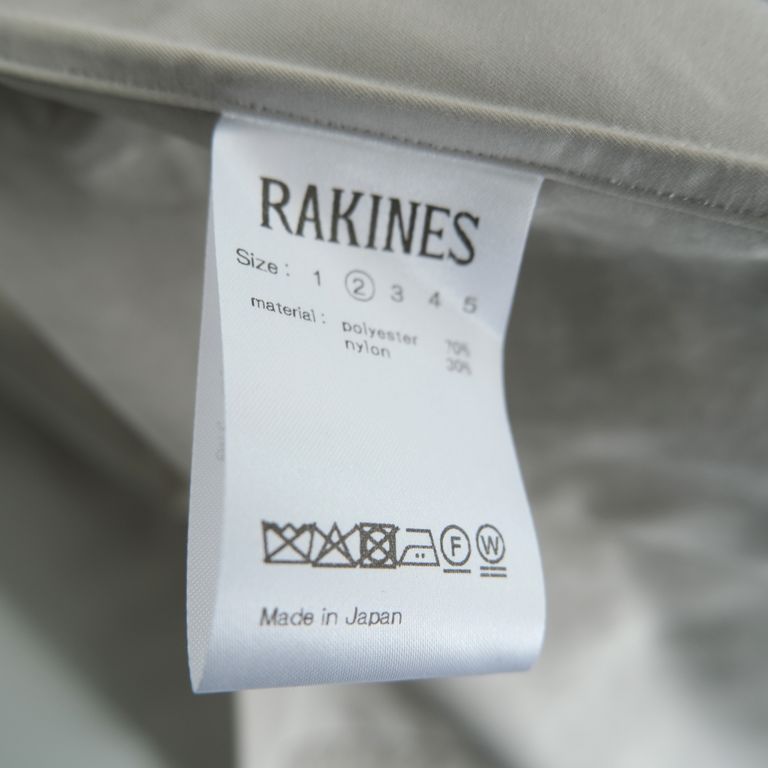 RAKINES
Size: 1 2 3 4 5
material: polyester 70%
nylon 30%
F W
Made in Japan